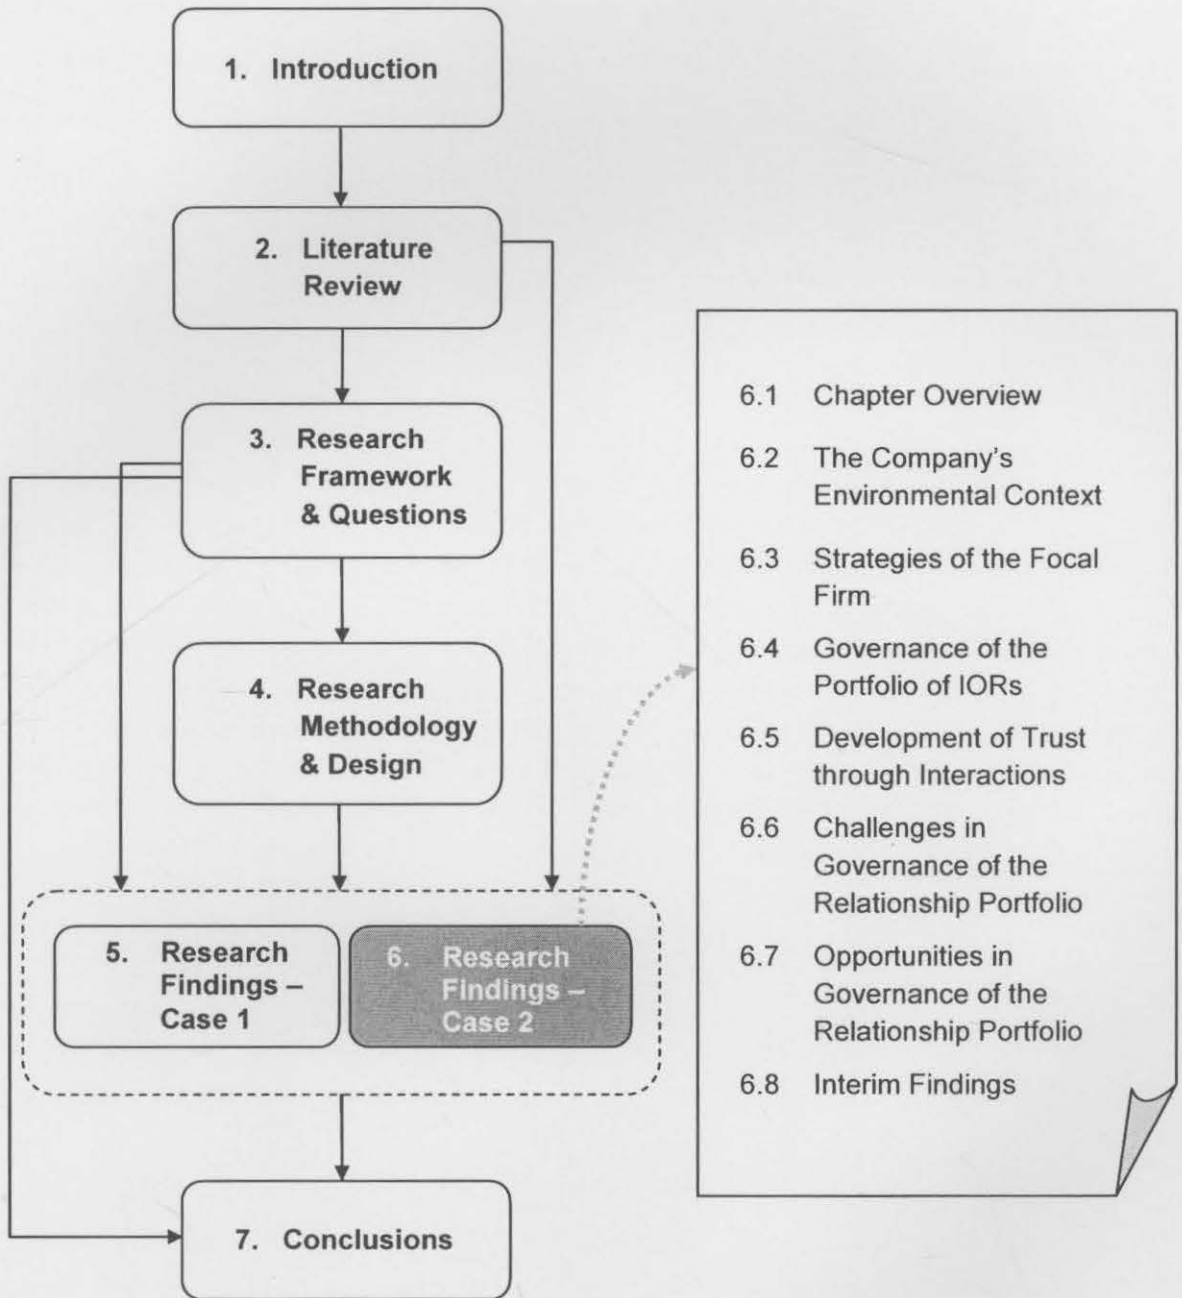 1. Introduction
2. Literature
Review
3. Research
Framework
& Questions
4. Research
Methodology
& Design
5. Research
Findings –
Case 1
6. Research
Findings –
Case 2
7. Conclusions
6.1 Chapter Overview
6.2 The Company's
Environmental Context
6.3 Strategies of the Focal
Firm
6.4 Governance of the
Portfolio of IORs
6.5 Development of Trust
through Interactions
6.6 Challenges in
Governance of the
Relationship Portfolio
6.7 Opportunities in
Governance of the
Relationship Portfolio
6.8 Interim Findings